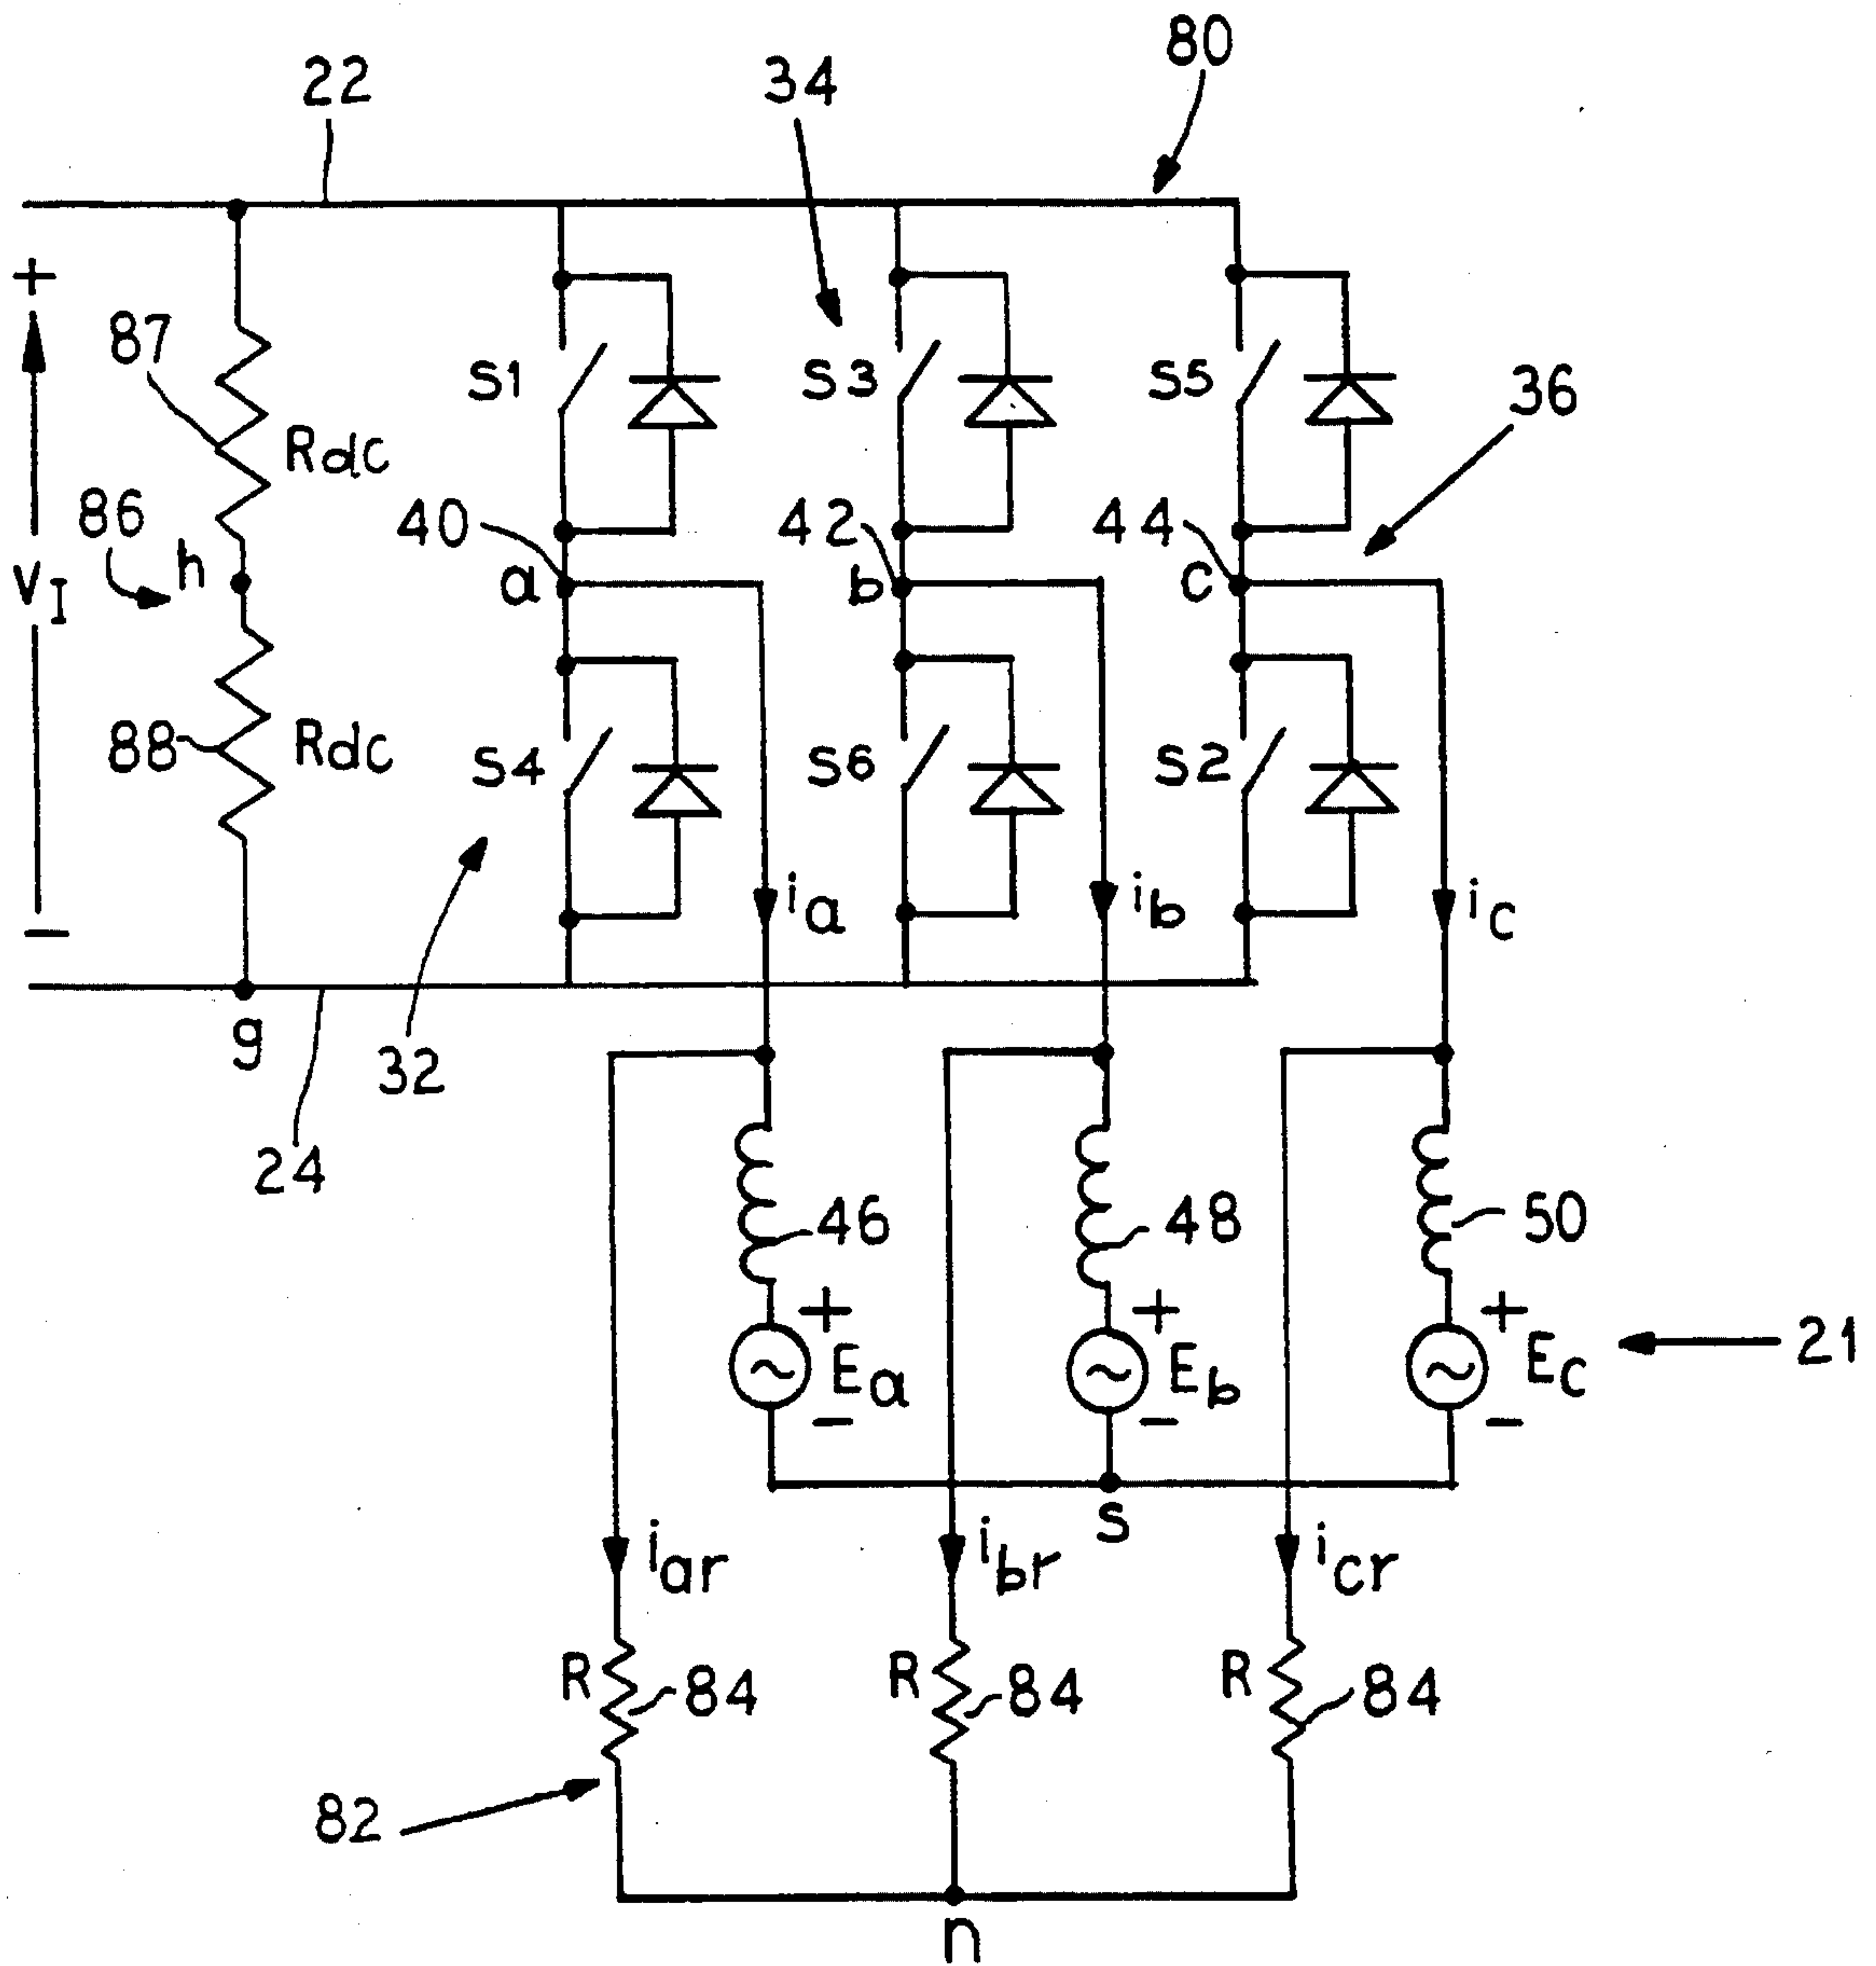 80
22
34
+
87
S1
S3
S5
36
Rdc
86
40
42
44
h
a
b
c
vI
88
Rdc
S4
S6
S2
ia
ib
ic
−
g
32
24
46
48
50
+
+
+
Ea
Eb
Ec
21
−
−
−
s
iar
ibr
icr
R
84
R
84
R
84
82
n